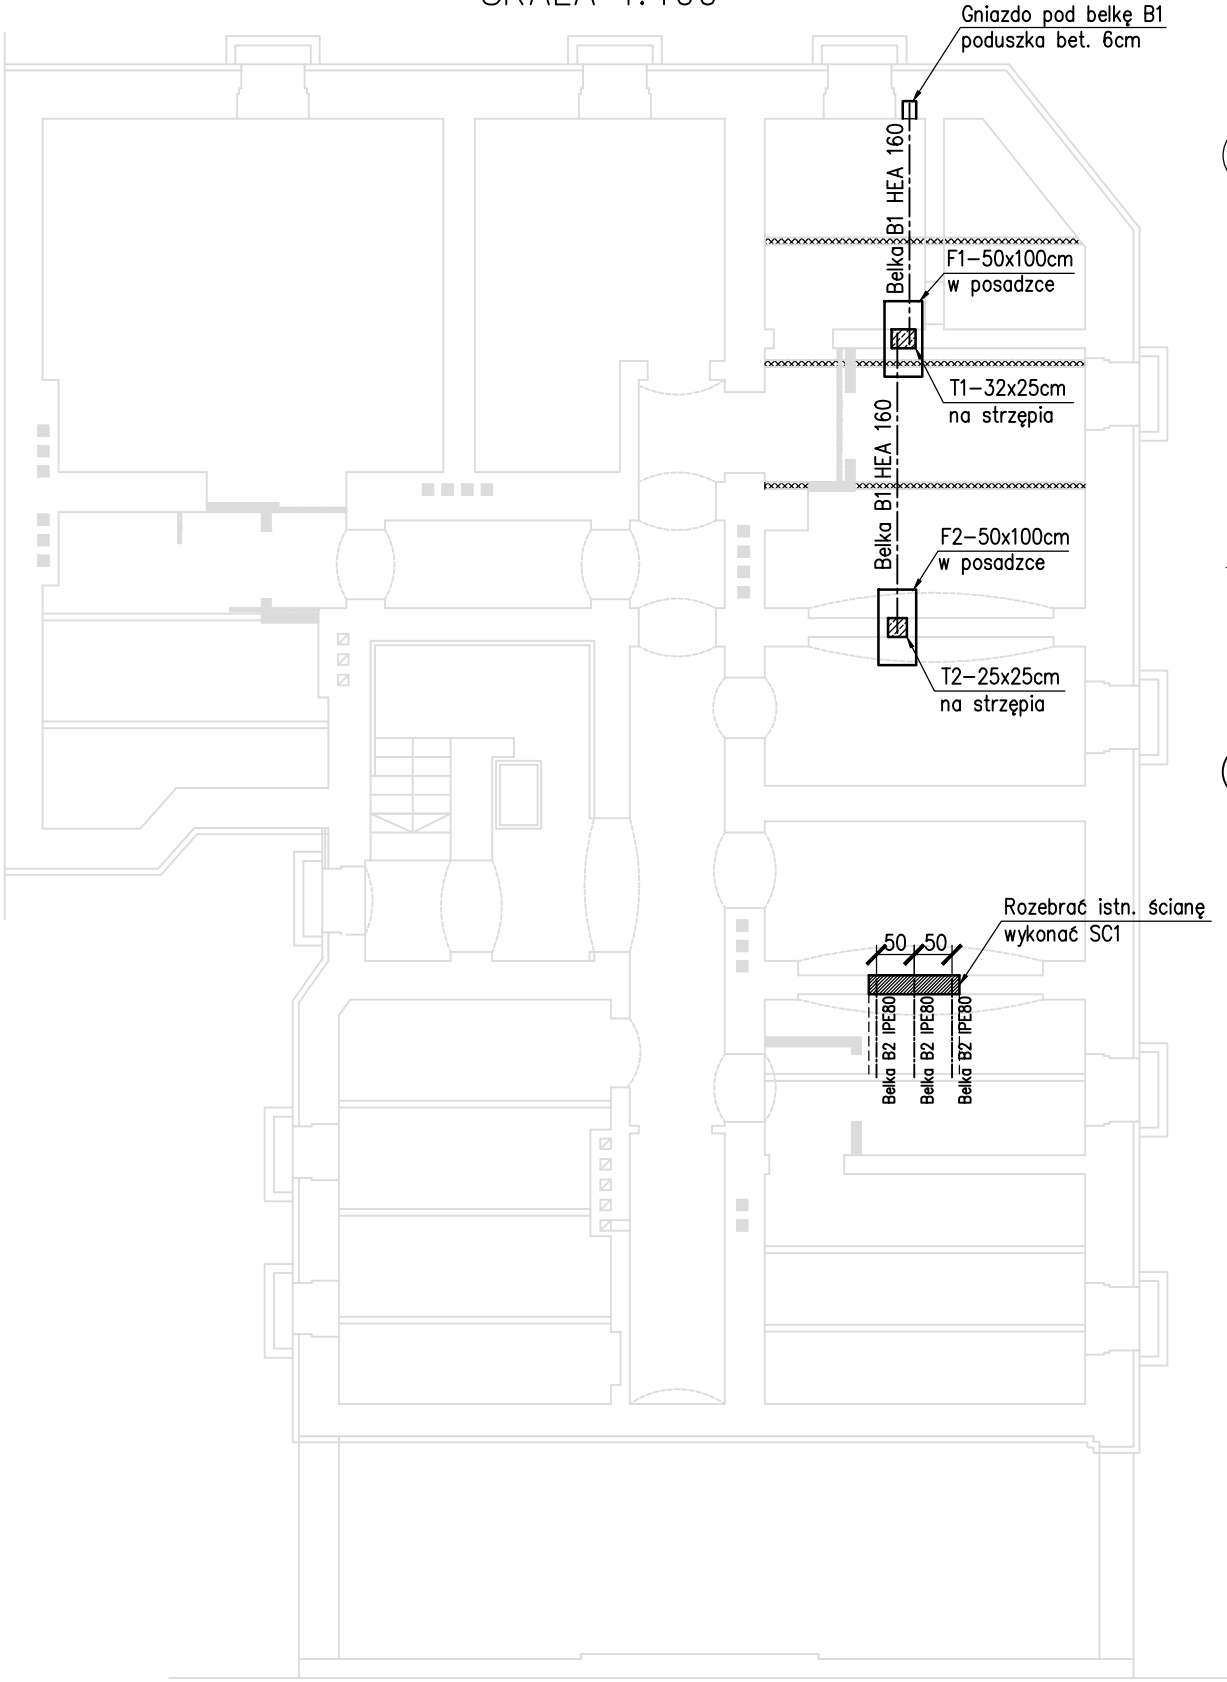 Gniazdo pod belkę B1
poduszka bet. 6cm
Belka B1 HEA 160
F1-50x100cm
w posadzce
T1-32x25cm
na strzępia
Belka B1 HEA 160
F2-50x100cm
w posadzce
T2-25x25cm
na strzępia
Rozebrać istn. ścianę
wykonać SC1
50 50
Belka B2 IPE80
Belka B2 IPE80
Belka B2 IPE80